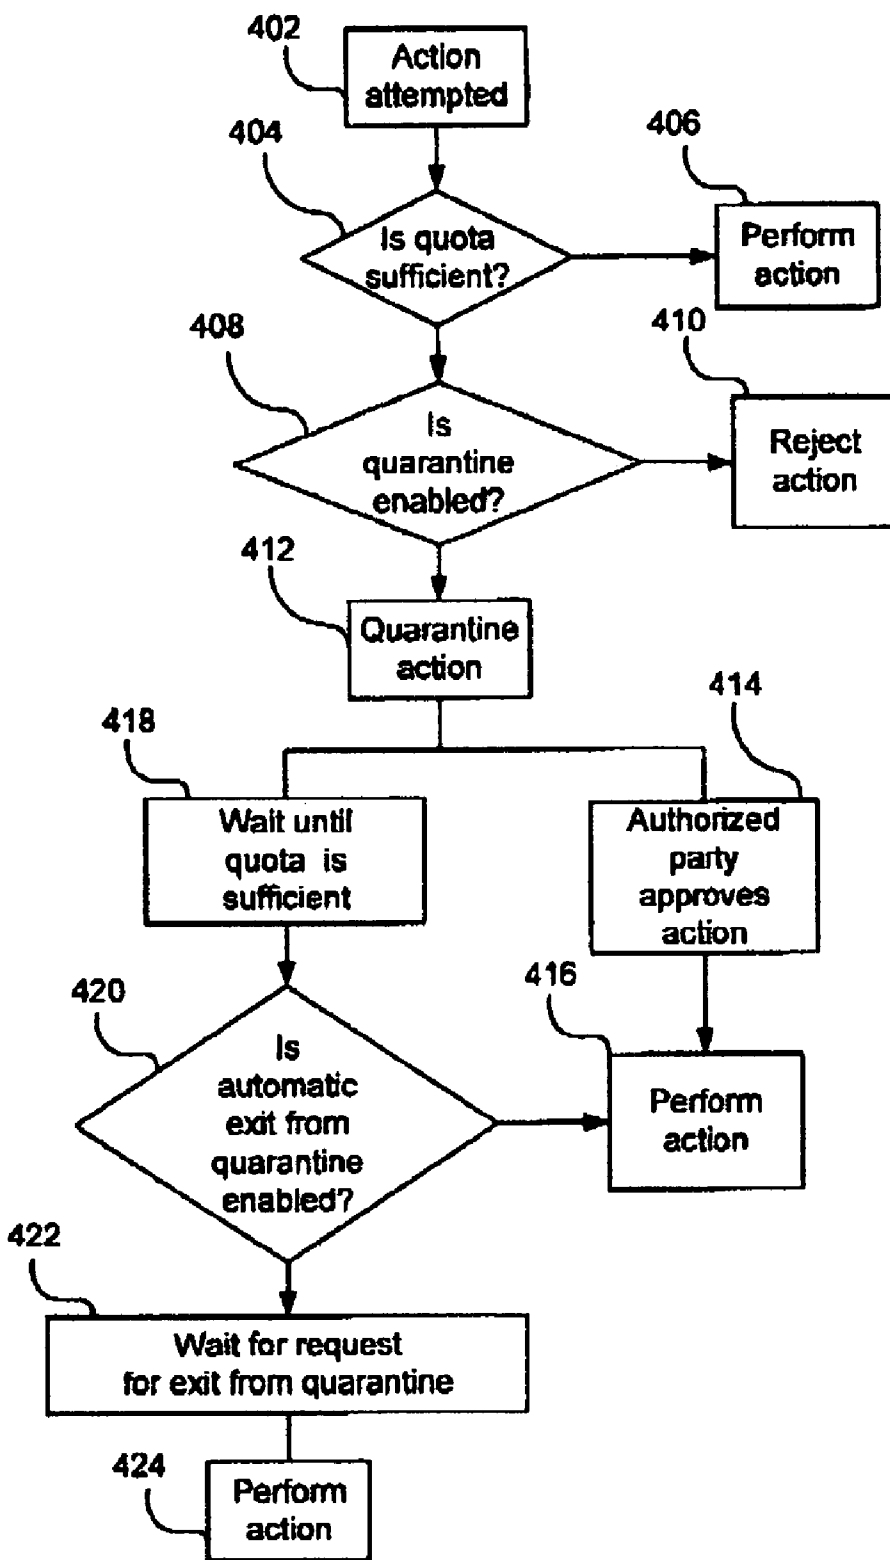 402
Action
attempted
404
Is quota
sufficient?
406
Perform
action
408
Is
quarantine
enabled?
410
Reject
action
412
Quarantine
action
418
Wait until
quota is
sufficient
414
Authorized
party
approves
action
420
Is
automatic
exit from
quarantine
enabled?
416
Perform
action
422
Wait for request
for exit from quarantine
424
Perform
action